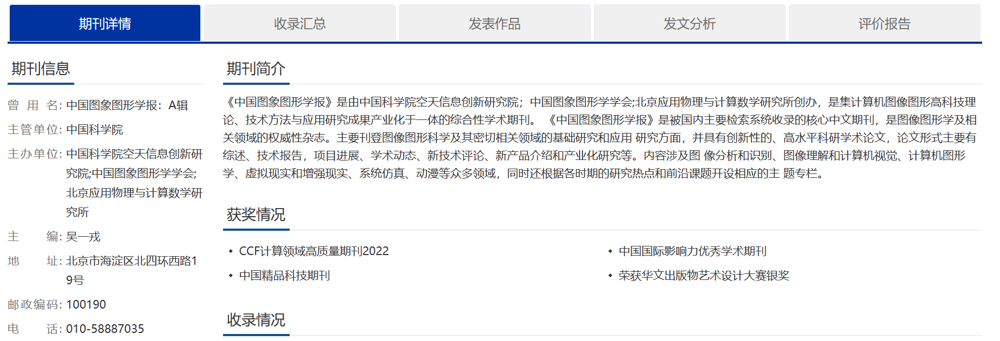 期刊详情 收录汇总 发表作品 发文分析 评价报告
期刊信息
曾用名：中国图象图形学报：A辑
主管单位：中国科学院
主办单位：中国科学院空天信息创新研
究院;中国图象图形学学会;
北京应用物理与计算数学研
究所
主编：吴一戎
地址：北京市海淀区北四环西路1
9号
邮政编码：100190
电话：010-58887035
期刊简介
《中国图象图形学报》是由中国科学院空天信息创新研究院；中国图象图形学学会;北京应用物理与计算数学研究所创办，是集计算机图像图形高科技理
论、技术方法与应用研究成果产业化于一体的综合性学术期刊。 《中国图象图形学报》是被国内主要检索系统收录的核心中文期刊，是图像图形学及相
关领域的权威性杂志。主要刊登图像图形科学及其密切相关领域的基础研究和应用 研究方面，并具有创新性的、高水平科研学术论文，论文形式主要有
综述、技术报告，项目进展、学术动态、新技术评论、新产品介绍和产业化研究等。内容涉及图 像分析和识别、图像理解和计算机视觉、计算机图形
学、虚拟现实和增强现实、系统仿真、动漫等众多领域，同时还根据各时期的研究热点和前沿课题开设相应的主 题专栏。
获奖情况
CCF计算领域高质量期刊2022
中国国际影响力优秀学术期刊
中国精品科技期刊
荣获华文出版物艺术设计大赛银奖
收录情况